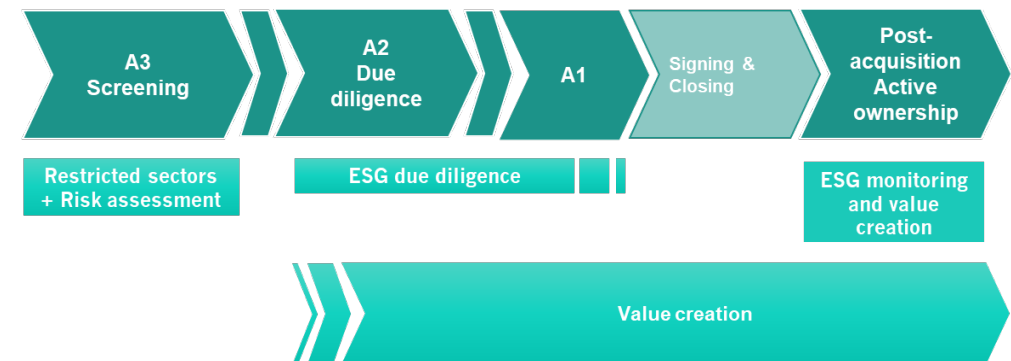 A3
Screening
A2
Due
diligence
A1
Signing &
Closing
Post-
acquisition
Active
ownership
Restricted sectors
+ Risk assessment
ESG due diligence
ESG monitoring
and value
creation
Value creation